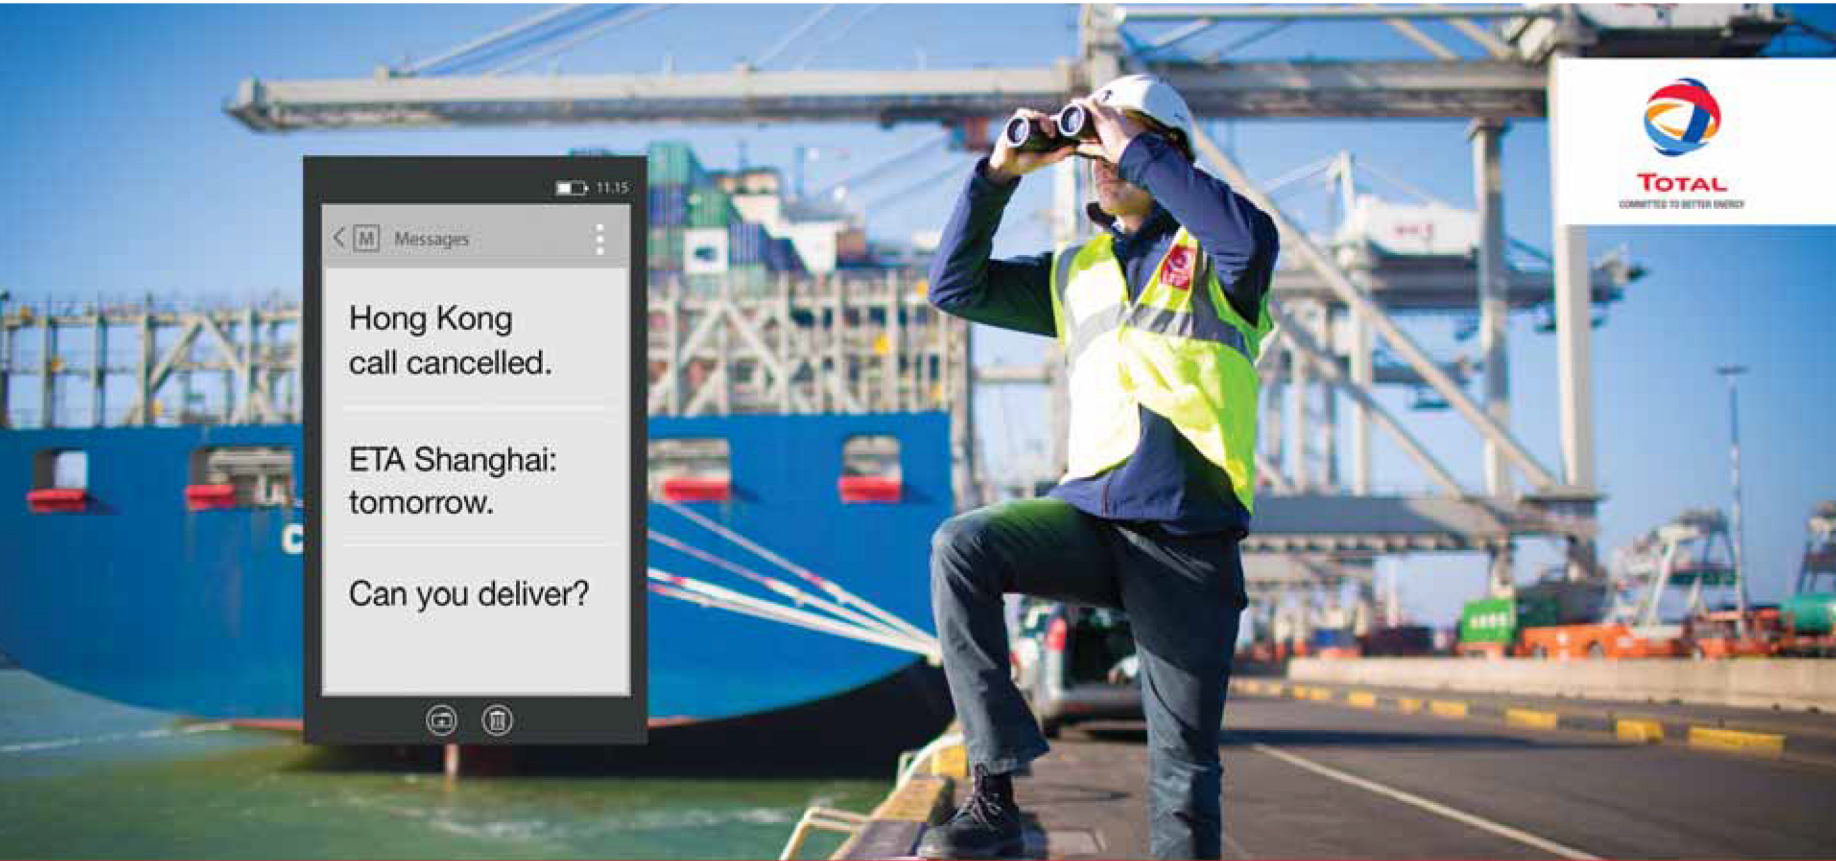 11.15
M Messages
Hong Kong
call cancelled.
ETA Shanghai:
tomorrow.
Can you deliver?
TOTAL
COMMITTED TO BETTER ENERGY
C